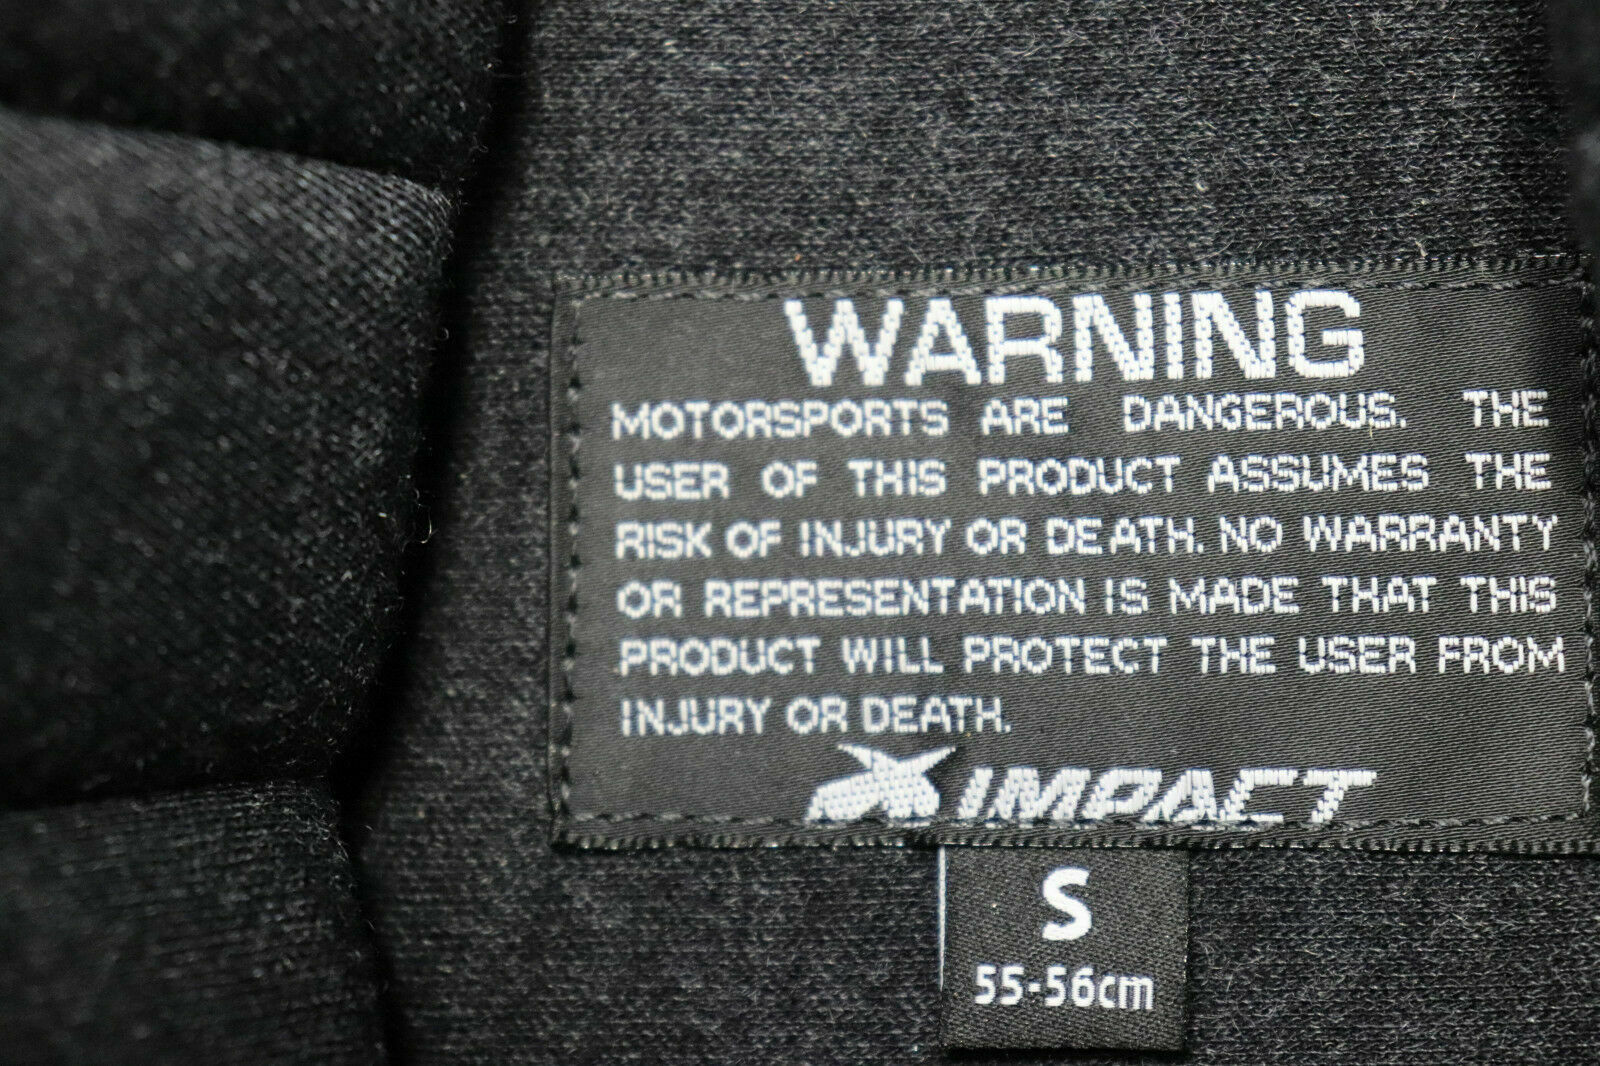 WARNING
MOTORSPORTS ARE DANGEROUS. THE
USER OF THIS PRODUCT ASSUMES THE
RISK OF INJURY OR DEATH. NO WARRANTY
OR REPRESENTATION IS MADE THAT THIS
PRODUCT WILL PROTECT THE USER FROM
INJURY OR DEATH.
IMPACT
S
55-56cm